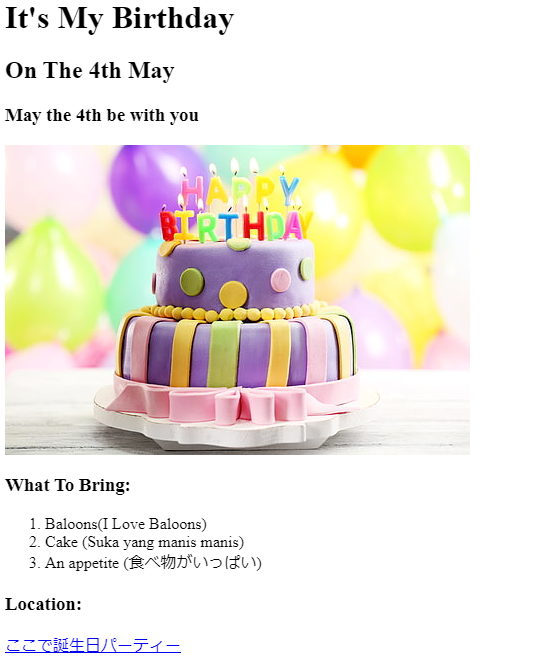 It's My Birthday
On The 4th May
May the 4th be with you
HAPPY
BIRTHDAY
What To Bring:
1. Baloons(I Love Baloons)
2. Cake (Suka yang manis manis)
3. An appetite (食べ物がいっぱい)
Location:
ここで誕生日パーティー